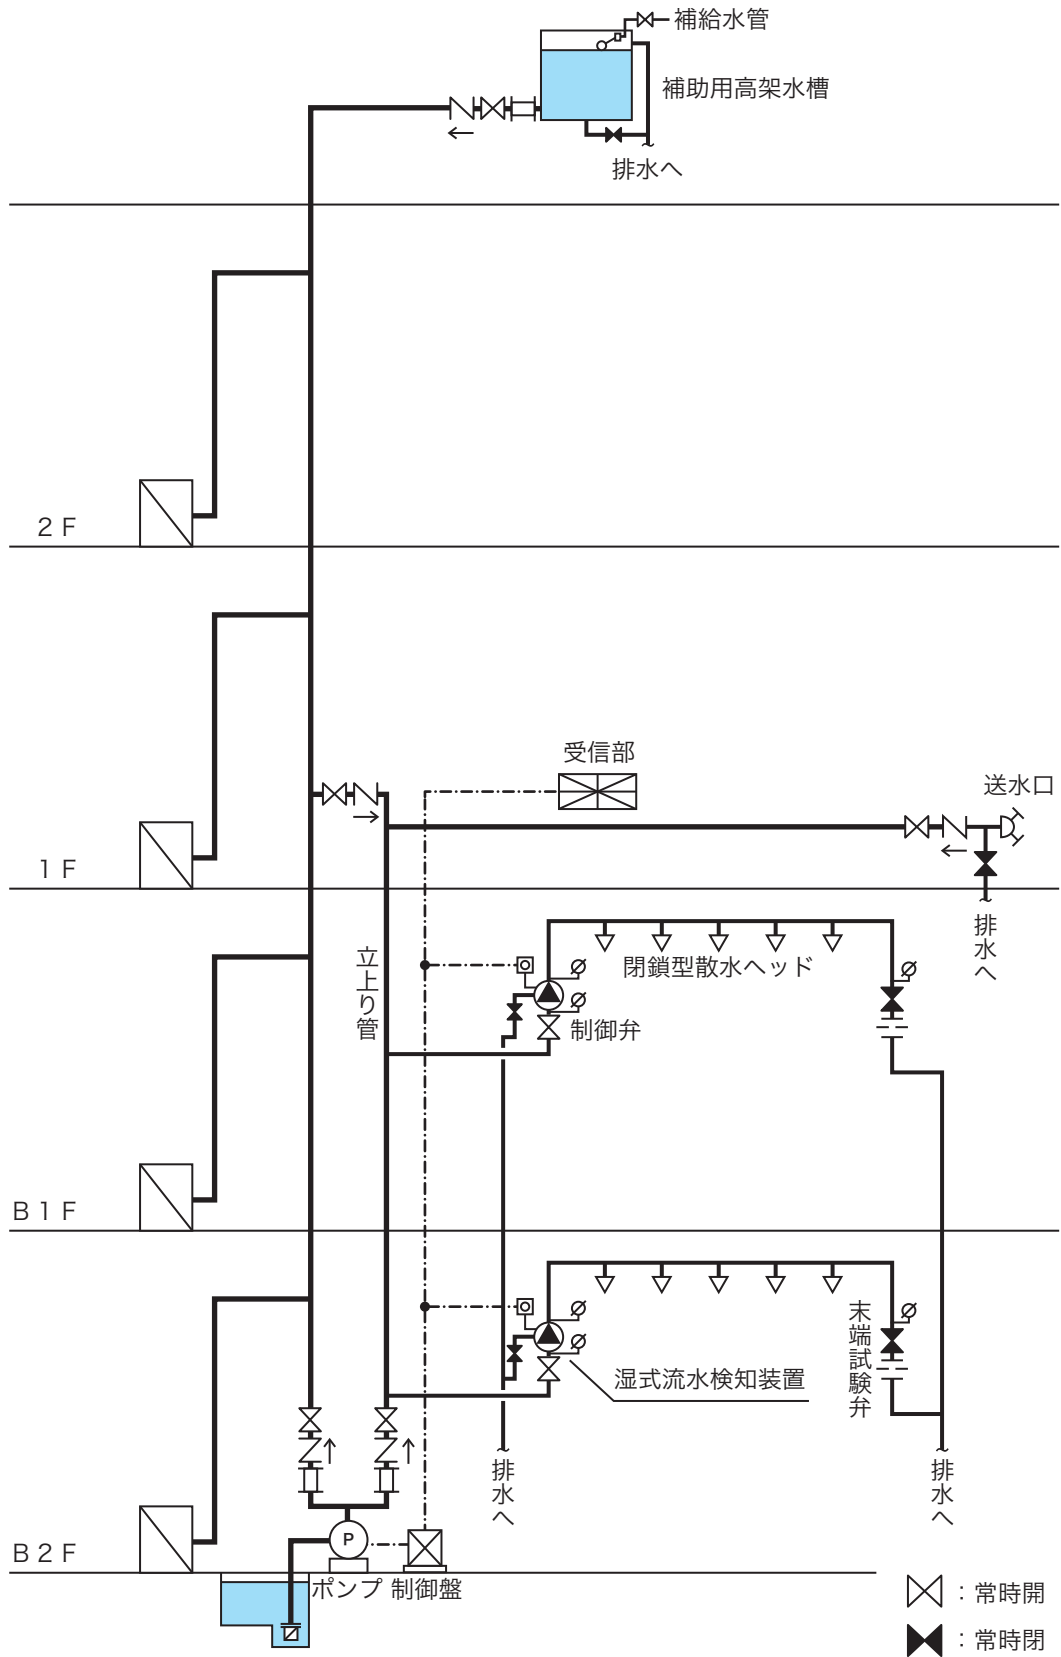 補給水管
補助用高架水槽
排水へ
２Ｆ
受信部
送水口
１Ｆ
排水へ
立上り管
閉鎖型散水ヘッド
制御弁
Ｂ１Ｆ
末端試験弁
湿式流水検知装置
排水へ
排水へ
P
Ｂ２Ｆ
ポンプ
制御盤
：常時開
：常時閉